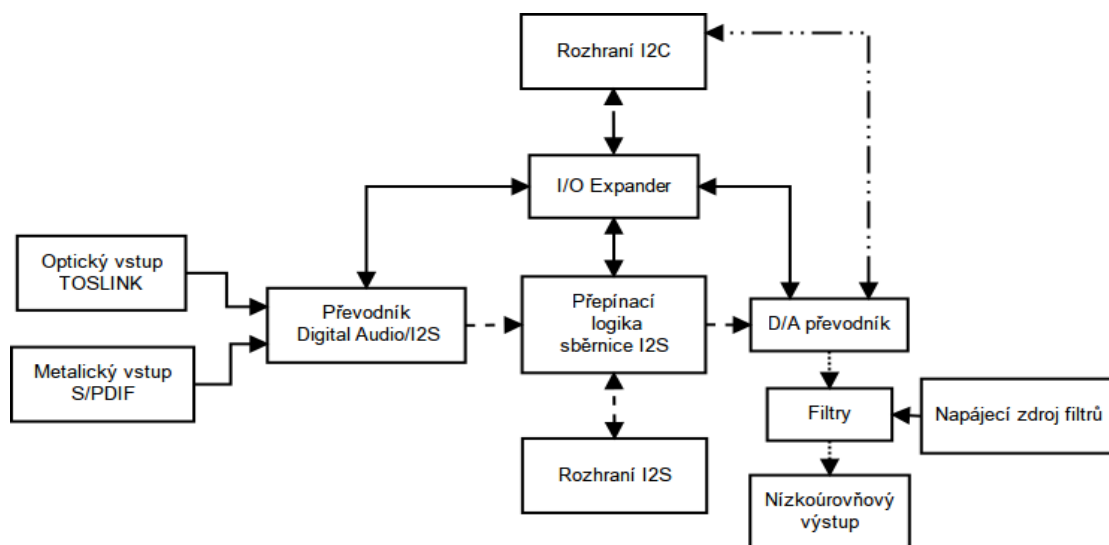 Rozhraní I2C
I/O Expander
Optický vstup
TOSLINK
Převodník
Digital Audio/I2S
Přepínací
logika
sběrnice I2S
D/A převodník
Metalický vstup
S/PDIF
Filtry
Napájecí zdroj filtrů
Rozhraní I2S
Nízkoúrovňový
výstup